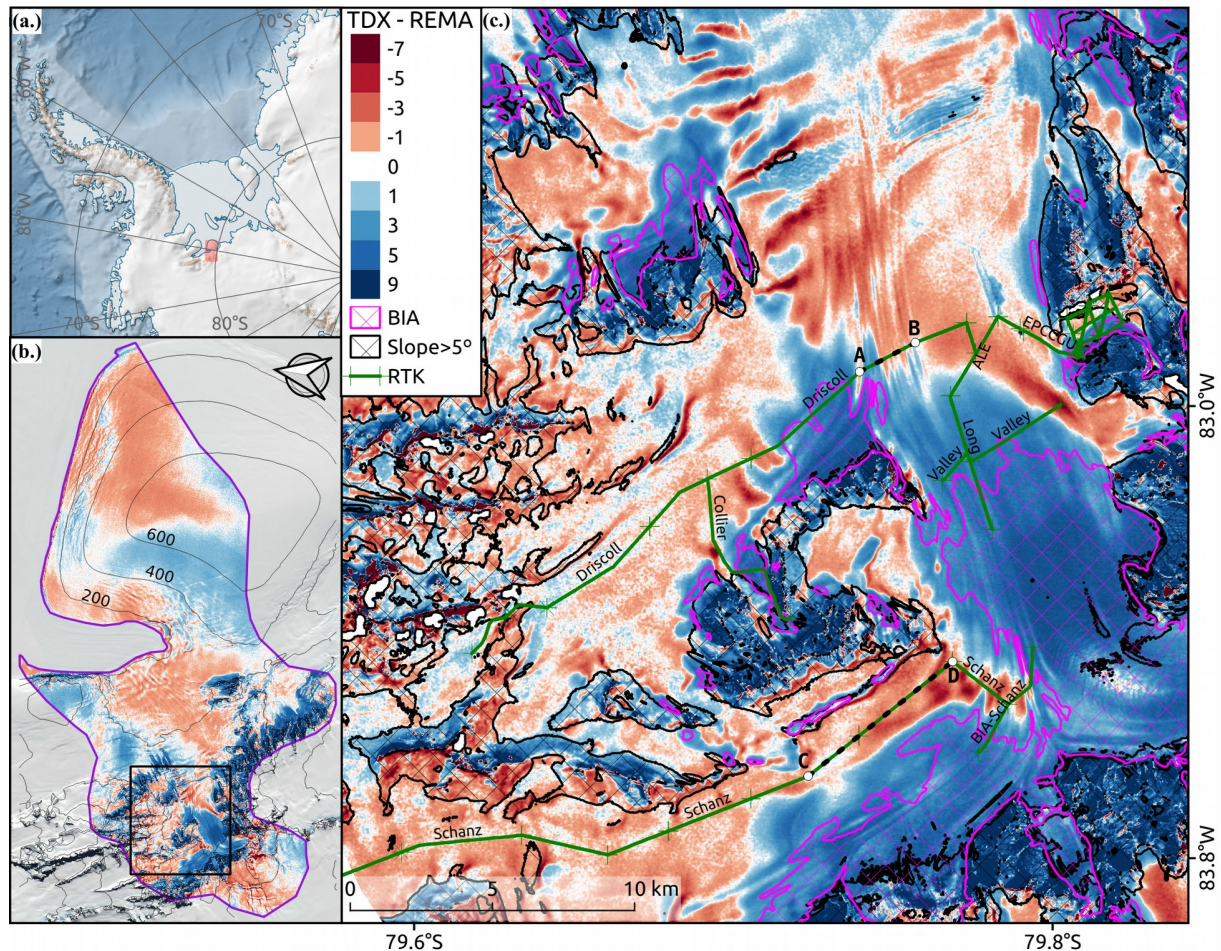 (a.)
70°S
60°W
80°W
70°S
80°S
TDX - REMA
-7
-5
-3
-1
0
1
3
5
9
BIA
Slope>5°
RTK
(b.)
600
400
200
(c.)
B
A
EPCCGU
ALE
Driscoll
Long
Valley
Valley
Collier
Driscoll
D
Schanz
BIA-Schanz
C
Schanz
Schanz
0
5
10 km
83.0°W
83.8°W
79.6°S
79.8°S